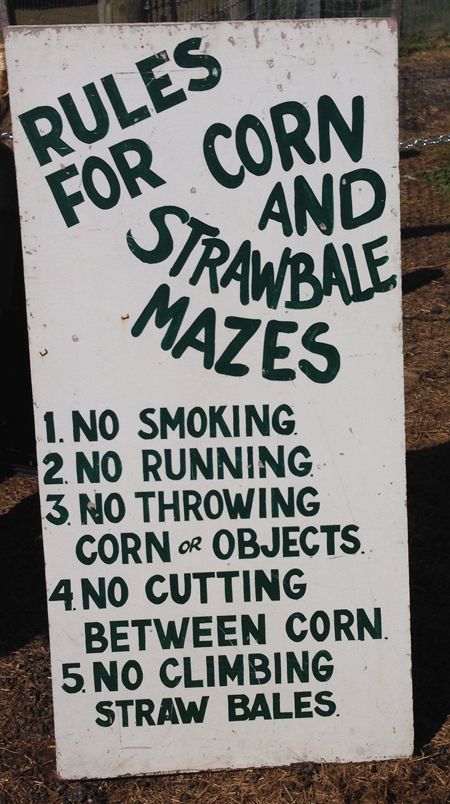 RULES
FOR CORN
AND
STRAWBALE
MAZES
1. NO SMOKING.
2. NO RUNNING.
3. NO THROWING
CORN OR OBJECTS.
4. NO CUTTING
BETWEEN CORN.
5. NO CLIMBING
STRAW BALES.